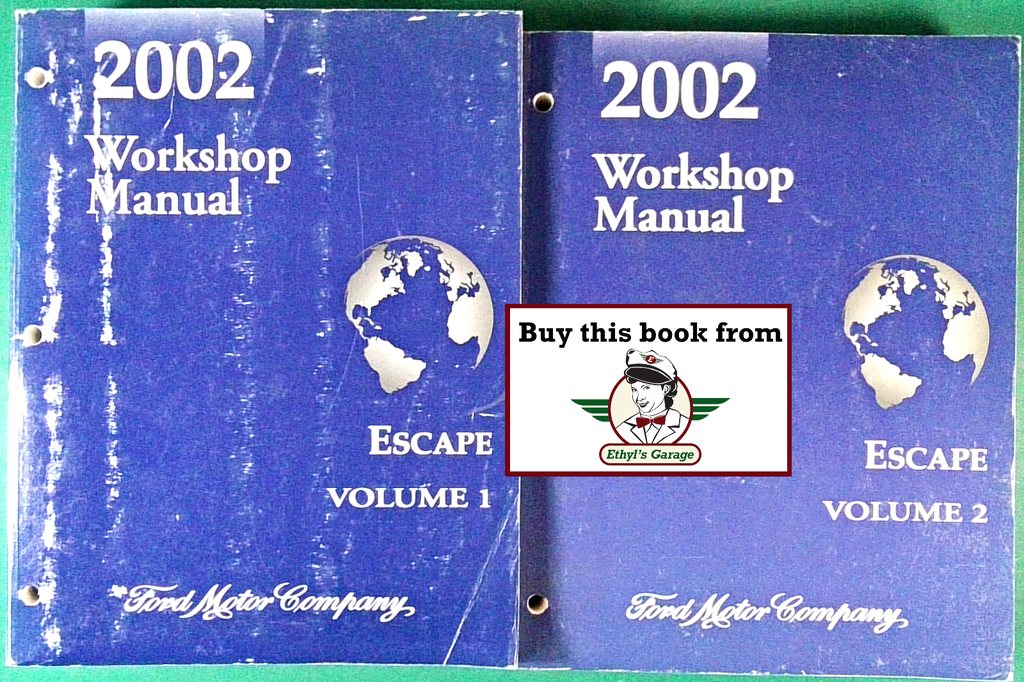 2002
Workshop
Manual
ESCAPE
VOLUME 1
Ford Motor Company
2002
Workshop
Manual
ESCAPE
VOLUME 2
Ford Motor Company
Buy this book from
E
Ethyl's Garage